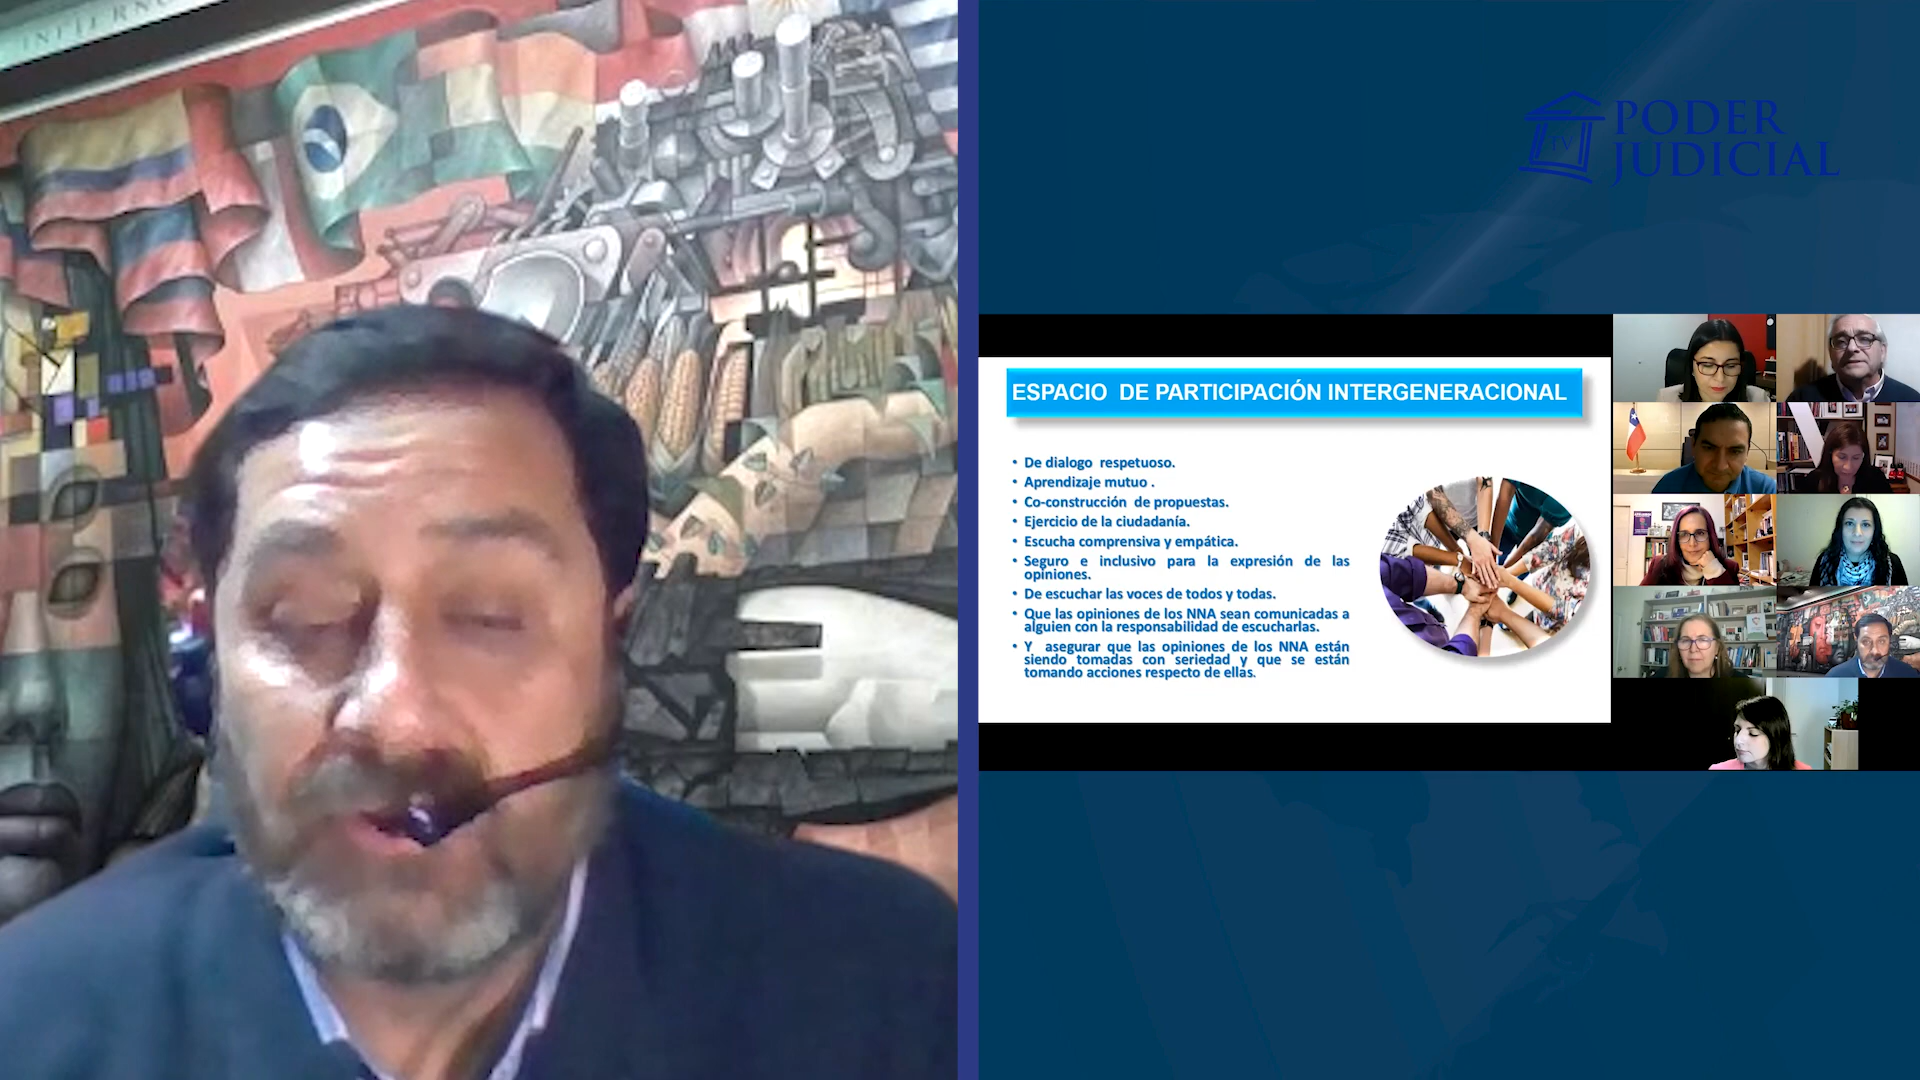 INFIERNO
TV
PODER
JUDICIAL
ESPACIO DE PARTICIPACIÓN INTERGENERACIONAL
• De dialogo respetuoso.
• Aprendizaje mutuo .
• Co-construcción de propuestas.
• Ejercicio de la ciudadanía.
• Escucha comprensiva y empática.
• Seguro e inclusivo para la expresión de las
opiniones.
• De escuchar las voces de todos y todas.
• Que las opiniones de los NNA sean comunicadas a
alguien con la responsabilidad de escucharlas.
• Y asegurar que las opiniones de los NNA están
siendo tomadas con seriedad y que se están
tomando acciones respecto de ellas.